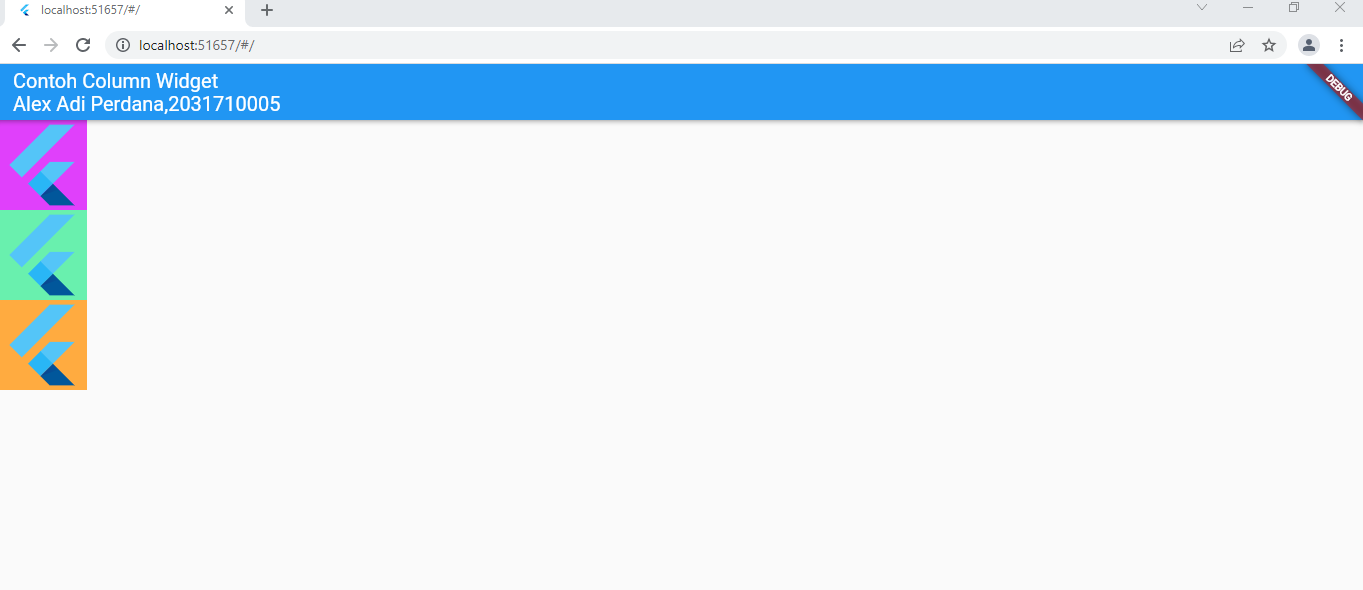 localhost:51657/#/
localhost:51657/#/
Contoh Column Widget
Alex Adi Perdana,2031710005
DEBUG